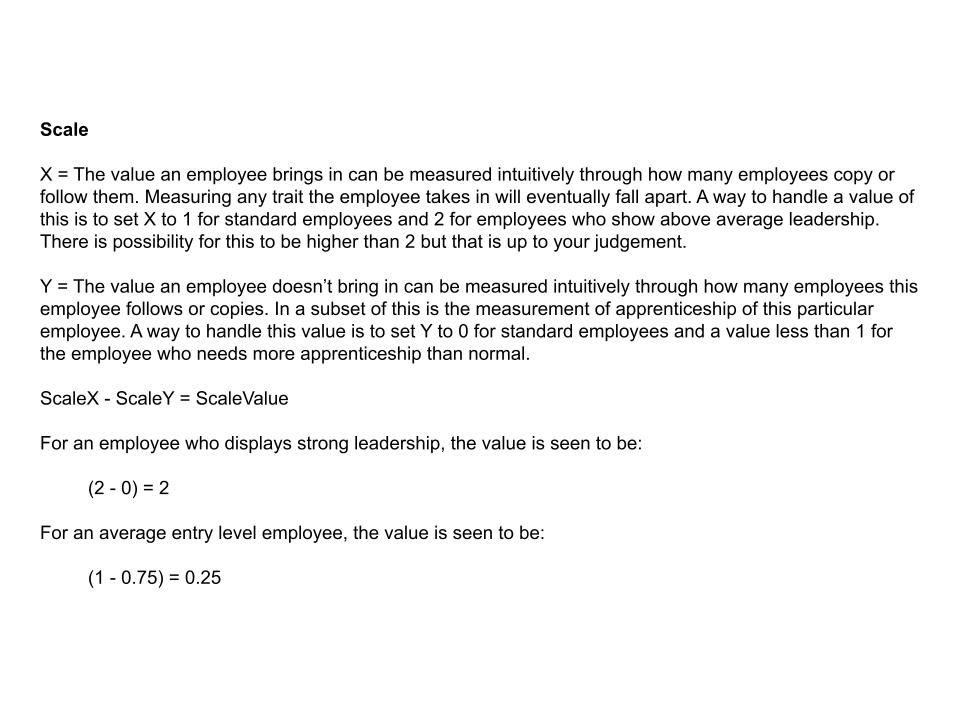 Scale
X = The value an employee brings in can be measured intuitively through how many employees copy or
follow them. Measuring any trait the employee takes in will eventually fall apart. A way to handle a value of
this is to set X to 1 for standard employees and 2 for employees who show above average leadership.
There is possibility for this to be higher than 2 but that is up to your judgement.
Y = The value an employee doesn’t bring in can be measured intuitively through how many employees this
employee follows or copies. In a subset of this is the measurement of apprenticeship of this particular
employee. A way to handle this value is to set Y to 0 for standard employees and a value less than 1 for
the employee who needs more apprenticeship than normal.
ScaleX - ScaleY = ScaleValue
For an employee who displays strong leadership, the value is seen to be:
(2 - 0) = 2
For an average entry level employee, the value is seen to be:
(1 - 0.75) = 0.25